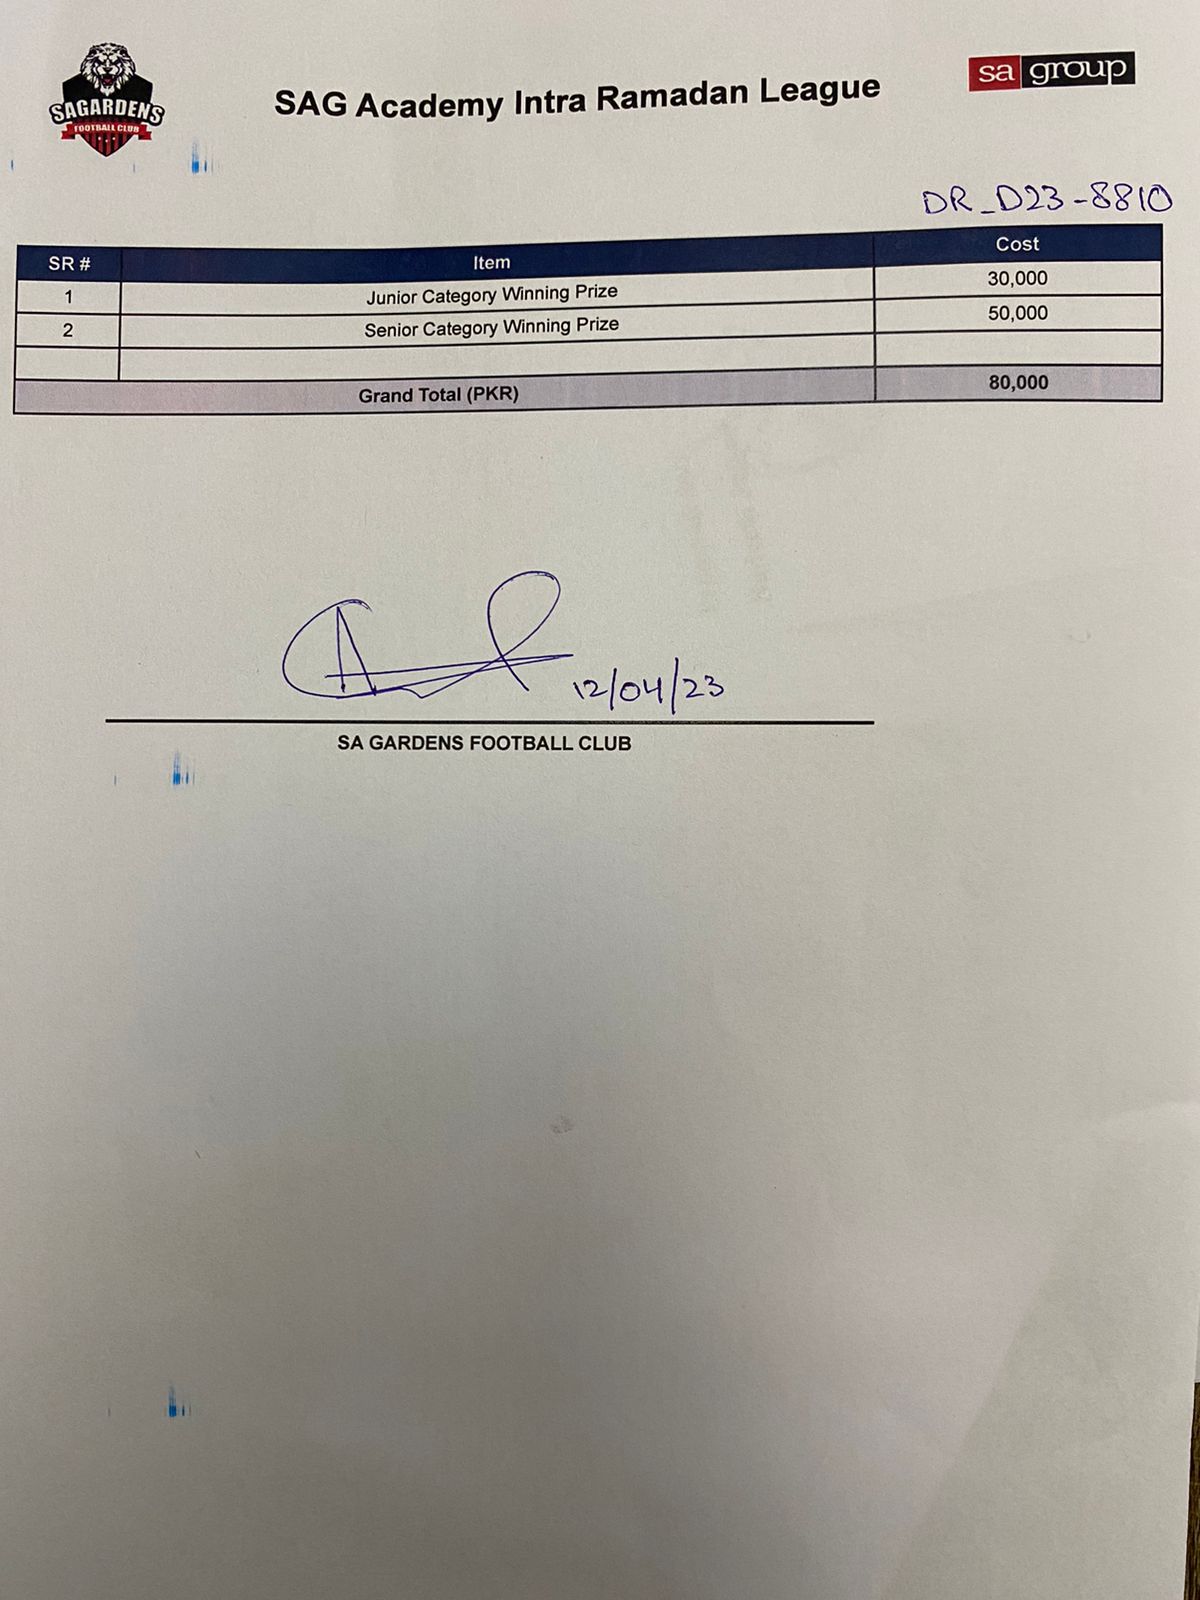 SAGARDENS
FOOTBALL CLUB
SAG Academy Intra Ramadan League
sa group
DR_D23-8810
SR # Item Cost
1 Junior Category Winning Prize 30,000
2 Senior Category Winning Prize 50,000
Grand Total (PKR) 80,000
12/04/23
SA GARDENS FOOTBALL CLUB